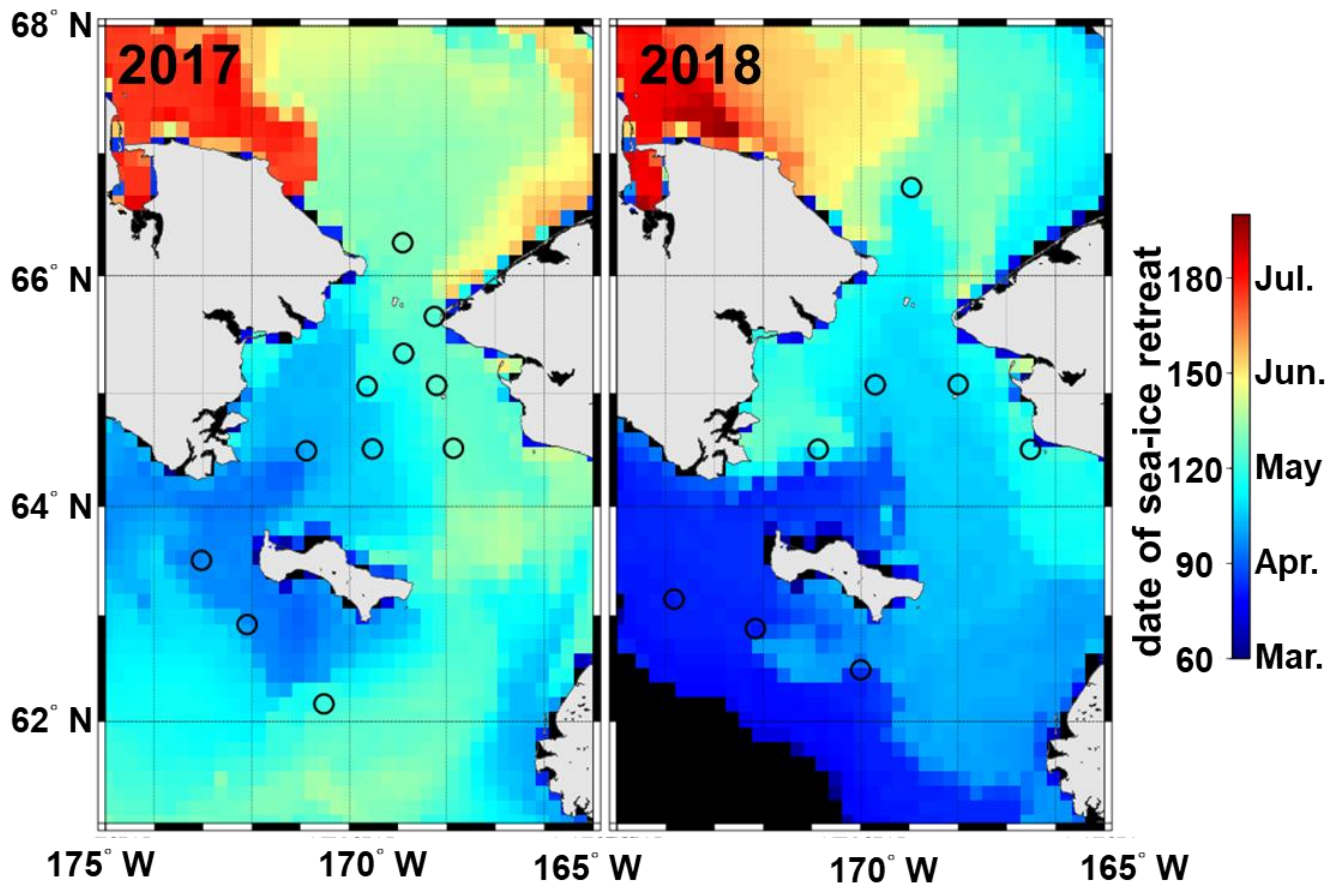 68° N
2017
2018
66° N
64° N
62° N
175° W
170° W
165° W
170° W
165° W
date of sea-ice retreat
180
150
120
90
60
Jul.
Jun.
May
Apr.
Mar.